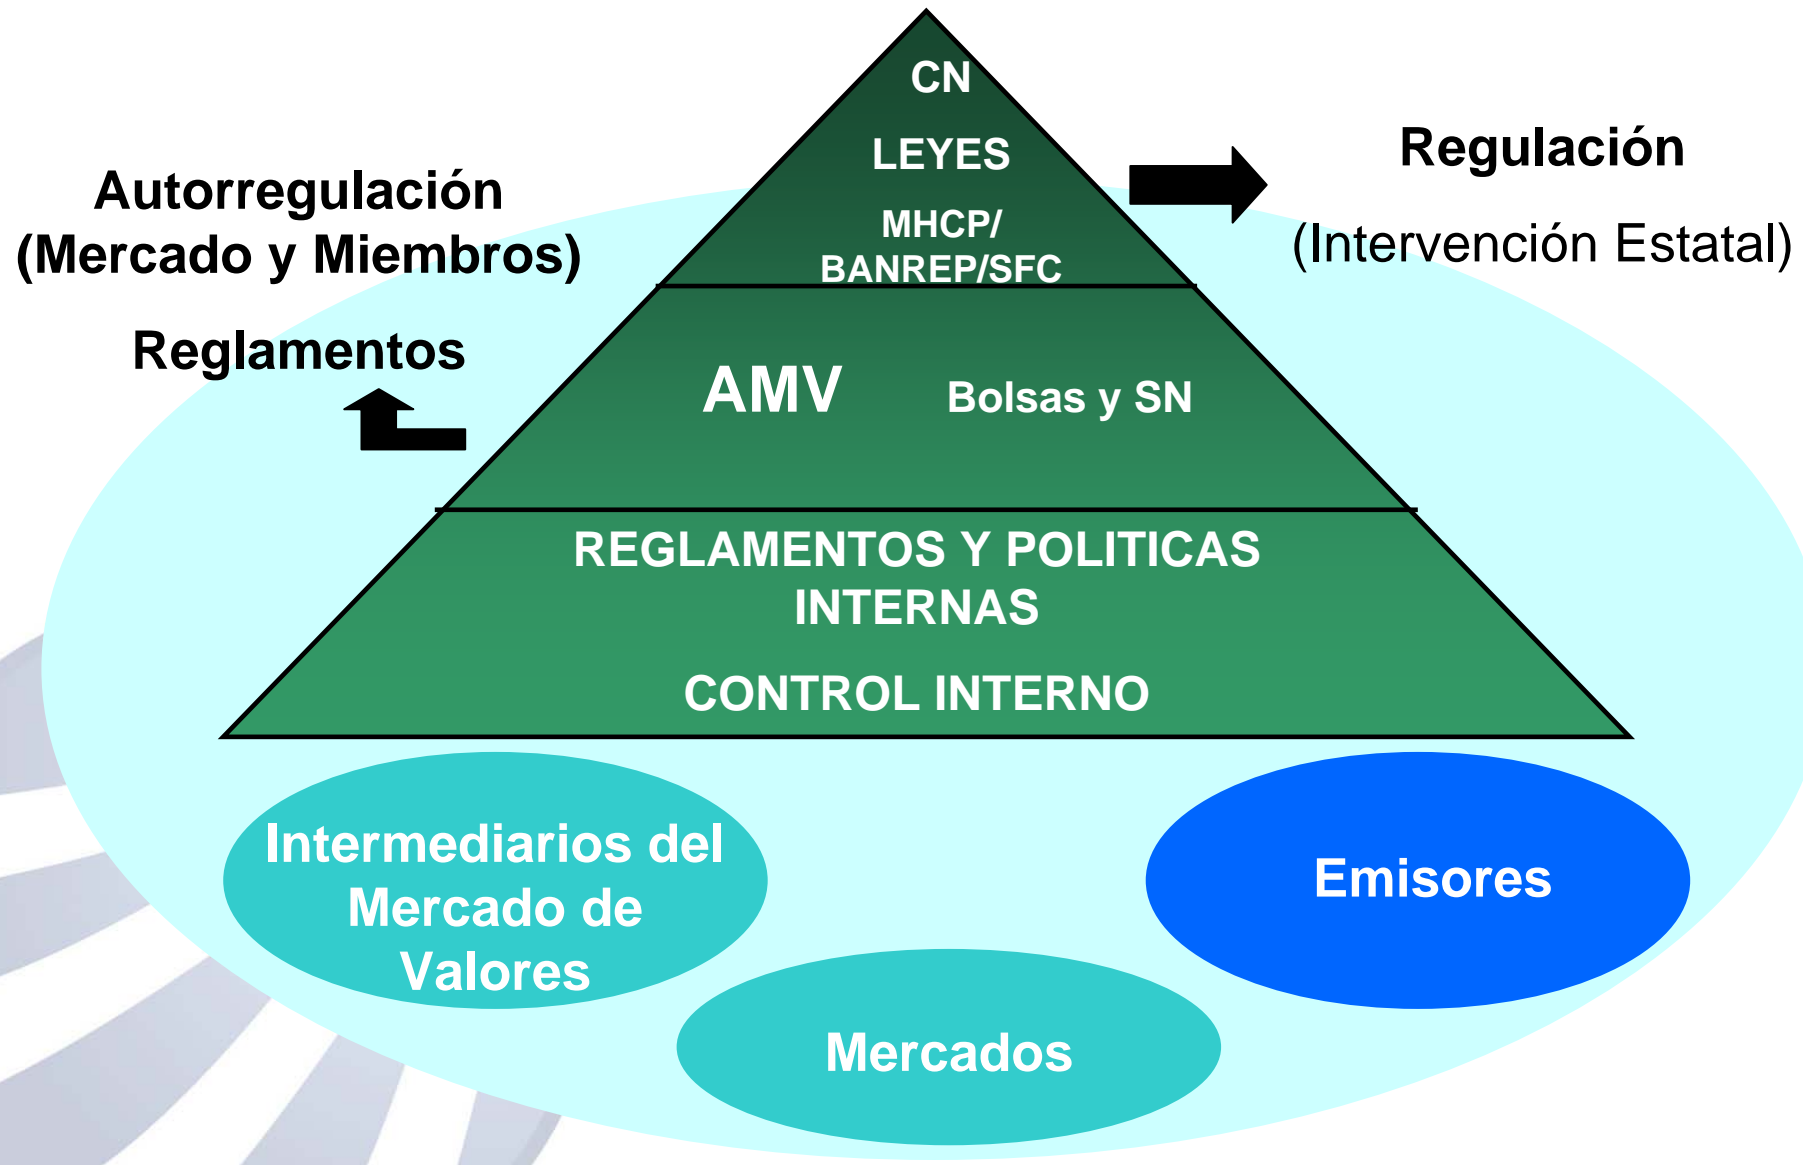 CN
LEYES
MHCP/
BANREP/SFC
Regulación
(Intervención Estatal)
Autorregulación
(Mercado y Miembros)
Reglamentos
AMV
Bolsas y SN
REGLAMENTOS Y POLITICAS
INTERNAS
CONTROL INTERNO
Intermediarios del
Mercado de
Valores
Emisores
Mercados